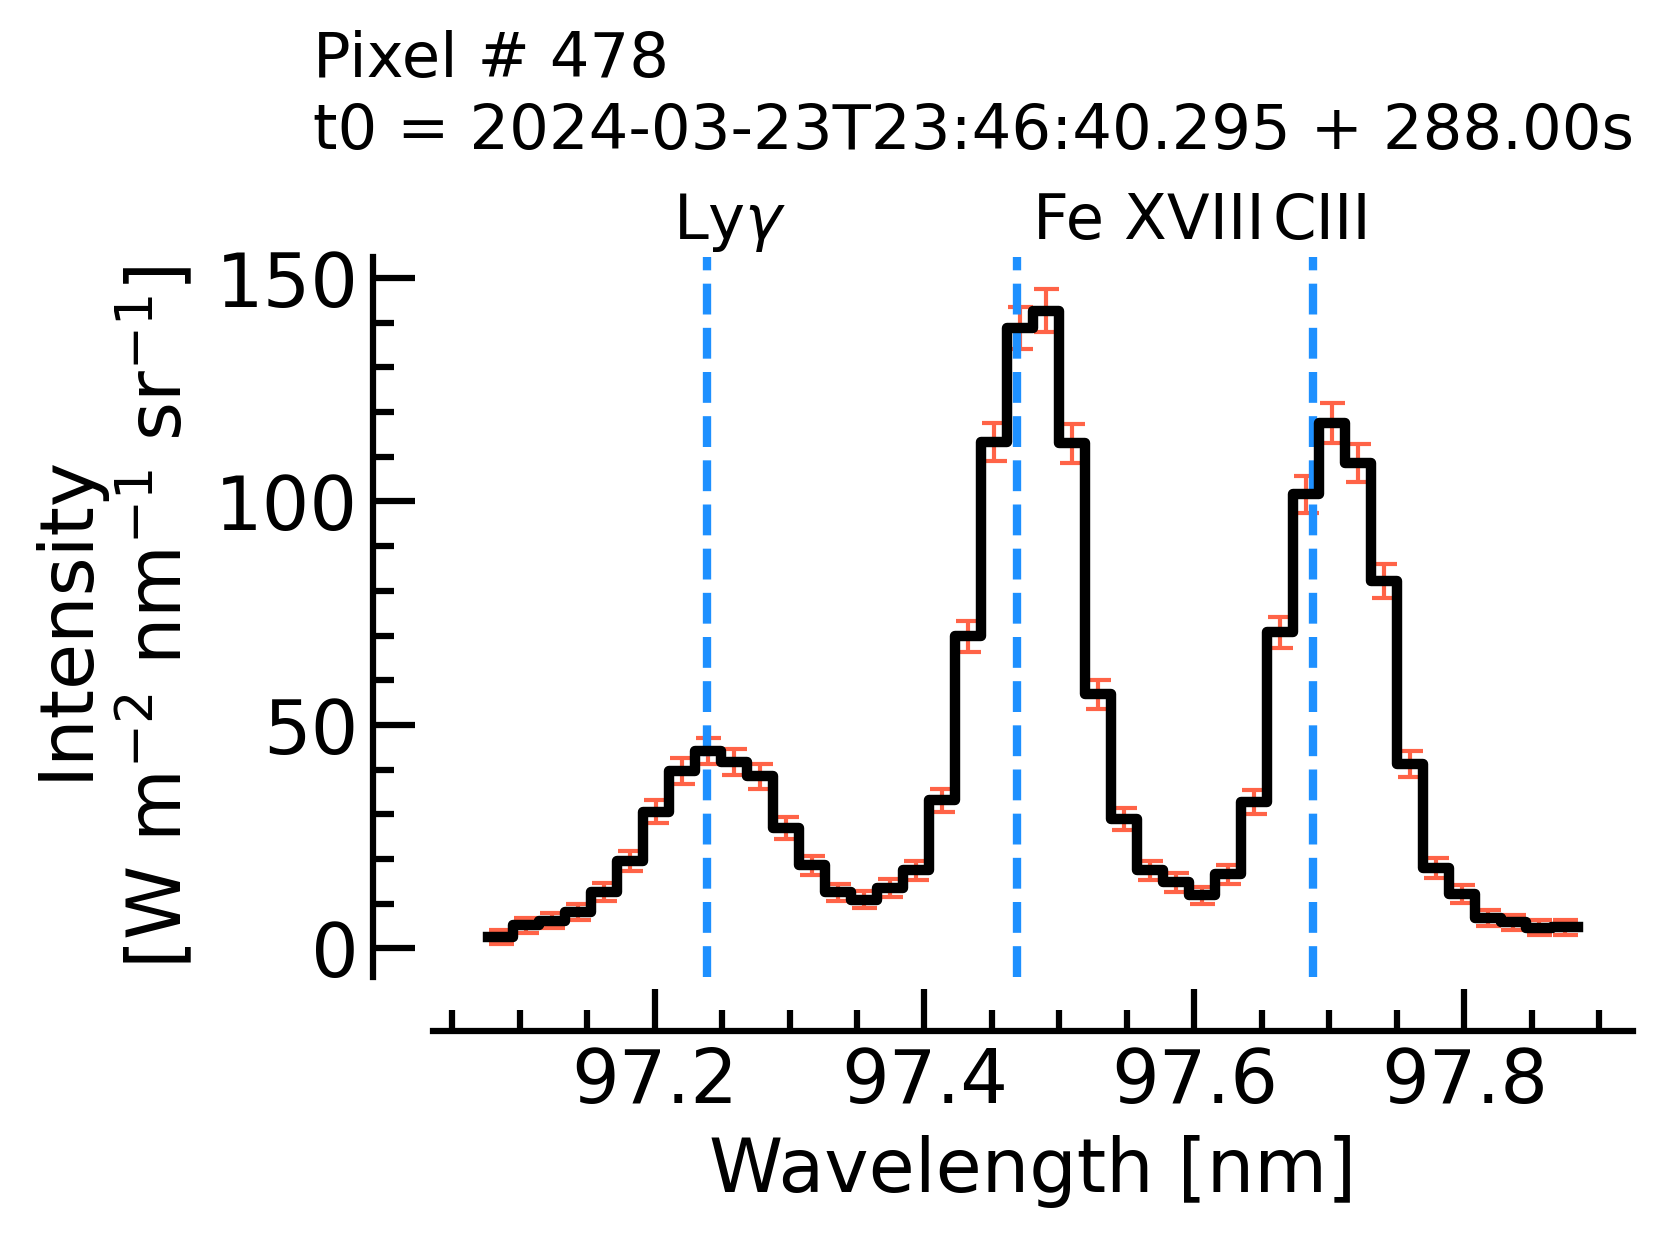 Pixel # 478
t0 = 2024-03-23T23:46:40.295 + 288.00s
Lyγ Fe XVIII CIII
Intensity
[W m⁻² nm⁻¹ sr⁻¹]
150
100
50
0
97.2 97.4 97.6 97.8
Wavelength [nm]